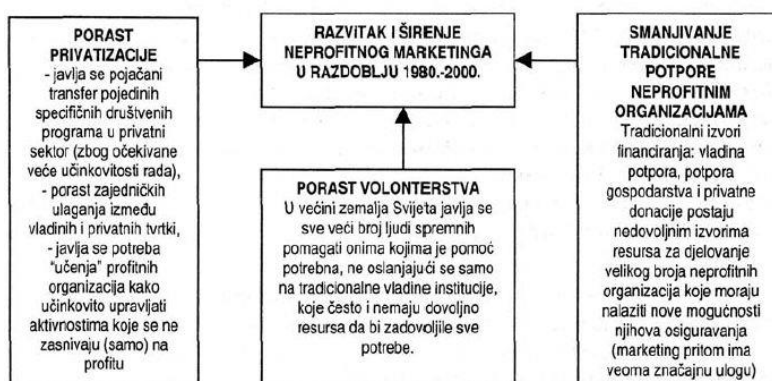 PORAST
PRIVATIZACIJE
- javlja se pojačani
transfer pojedinih
specifičnih društvenih
programa u privatni
sektor (zbog očekivane
veće učinkovitosti rada),
- porast zajedničkih
ulaganja između
vladinih i privatnih tvrtki,
- javlja se potreba
"učenja" profitnih
organizacija kako
učinkovito upravljati
aktivnostima koje se ne
zasnivaju (samo) na
profitu
RAZVITAK I ŠIRENJE
NEPROFITNOG MARKETINGA
U RAZDOBLJU 1980.-2000.
PORAST VOLONTERSTVA
U većini zemalja Svijeta javlja se
sve veći broj ljudi spremnih
pomagati onima kojima je pomoć
potrebna, ne oslanjajući se samo
na tradicionalne vladine institucije,
koje često i nemaju dovoljno
resursa da bi zadovoljile sve
potrebe.
SMANJIVANJE
TRADICIONALNE
POTPORE
NEPROFITNIM
ORGANIZACIJAMA
Tradicionalni izvori
financiranja: vladina
potpora, potpora
gospodarstva i privatne
donacije postaju
nedovoljnim izvorima
resursa za djelovanje
velikog broja neprofitnih
organizacija koje moraju
nalaziti nove mogućnosti
njihova osiguravanja
(marketing pritom ima
veoma značajnu ulogu)